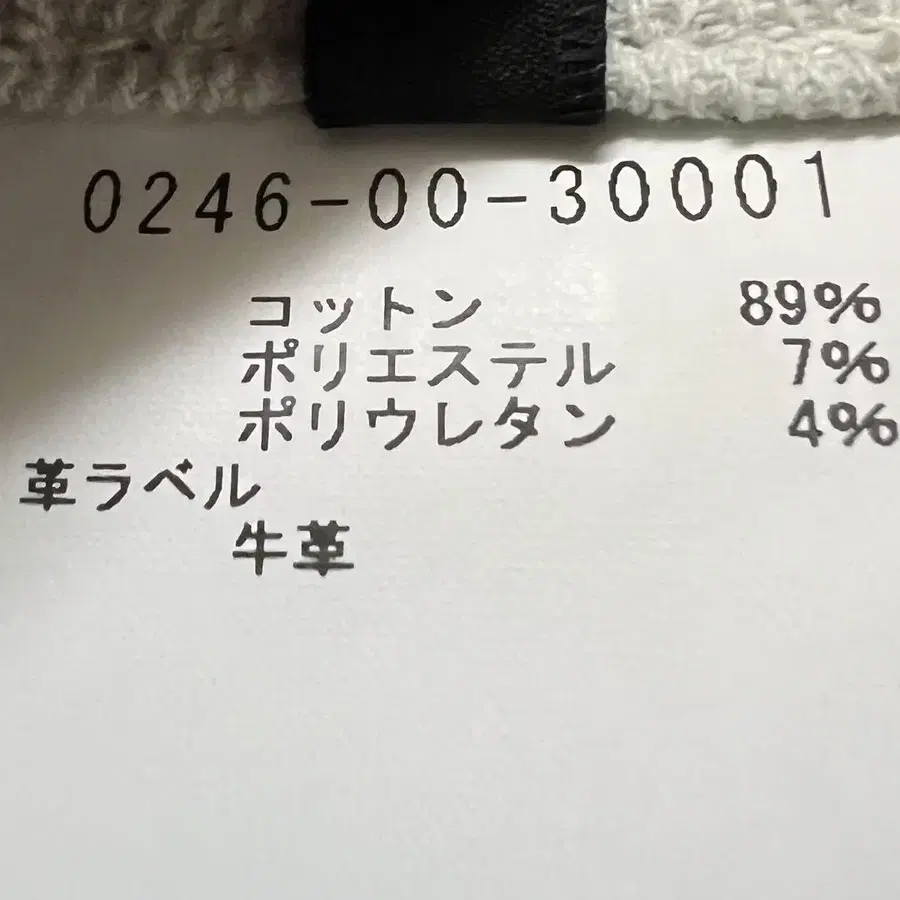 0246-00-30001
コットン 89%
ポリエステル 7%
ポリウレタン 4%
革ラベル
牛革